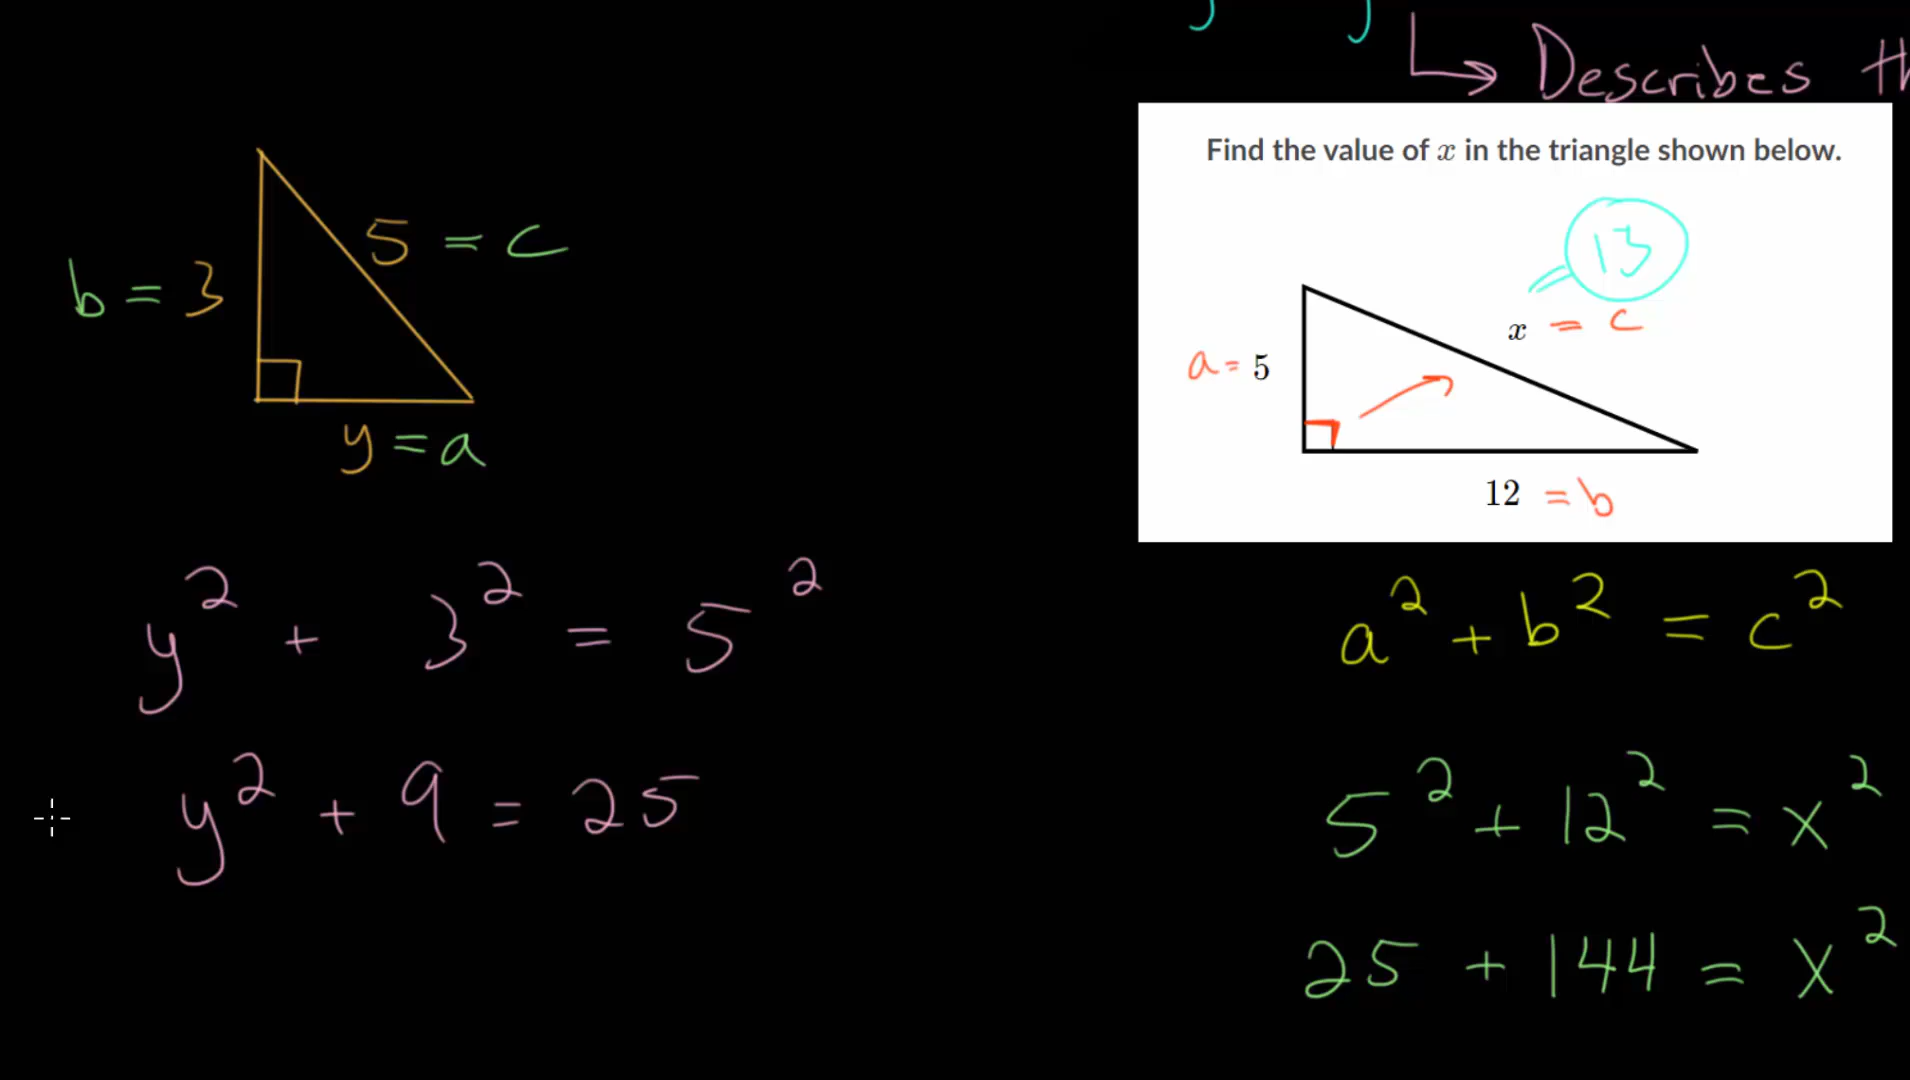 Describes th
Find the value of x in the triangle shown below.
13
5 = c
b = 3
x = c
a = 5
y = a
12 = b
y² + 3² = 5²
a² + b² = c²
y² + 9 = 25
5² + 12² = x²
25 + 144 = x²